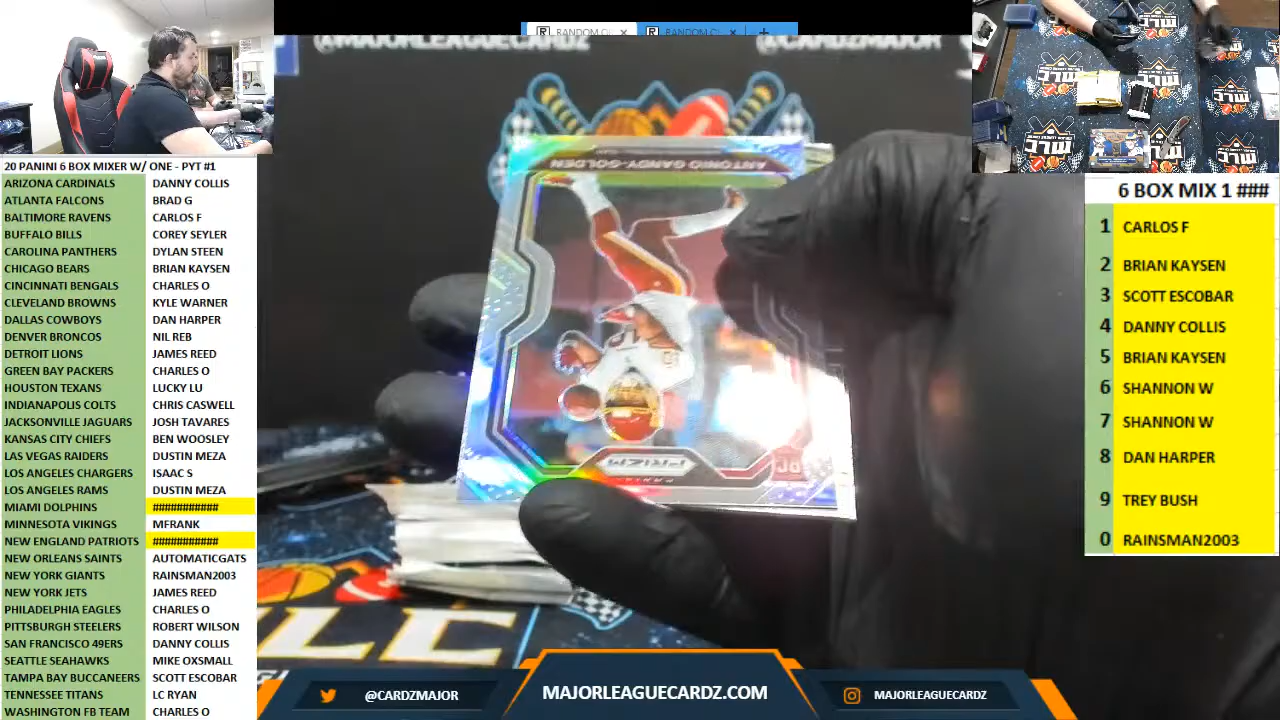 RANDOM
RANDOM
@MAJORLEAGUECARDZ
@CARDZMAJOR
20 PANINI 6 BOX MIXER W/ ONE - PYT #1
ARIZONA CARDINALS DANNY COLLIS
ATLANTA FALCONS BRAD G
BALTIMORE RAVENS CARLOS F
BUFFALO BILLS COREY SEYLER
CAROLINA PANTHERS DYLAN STEEN
CHICAGO BEARS BRIAN KAYSEN
CINCINNATI BENGALS CHARLES O
CLEVELAND BROWNS KYLE WARNER
DALLAS COWBOYS DAN HARPER
DENVER BRONCOS NIL REB
DETROIT LIONS JAMES REED
GREEN BAY PACKERS CHARLES O
HOUSTON TEXANS LUCKY LU
INDIANAPOLIS COLTS CHRIS CASWELL
JACKSONVILLE JAGUARS JOSH TAVARES
KANSAS CITY CHIEFS BEN WOOSLEY
LAS VEGAS RAIDERS DUSTIN MEZA
LOS ANGELES CHARGERS ISAAC S
LOS ANGELES RAMS DUSTIN MEZA
MIAMI DOLPHINS ###########
MINNESOTA VIKINGS MFRANK
NEW ENGLAND PATRIOTS ###########
NEW ORLEANS SAINTS AUTOMATICGATS
NEW YORK GIANTS RAINSMAN2003
NEW YORK JETS JAMES REED
PHILADELPHIA EAGLES CHARLES O
PITTSBURGH STEELERS ROBERT WILSON
SAN FRANCISCO 49ERS DANNY COLLIS
SEATTLE SEAHAWKS MIKE OXSMALL
TAMPA BAY BUCCANEERS SCOTT ESCOBAR
TENNESSEE TITANS LC RYAN
WASHINGTON FB TEAM CHARLES O
ANTONIO GANDY-GOLDEN
PANINI
PRIZM
MLC
6 BOX MIX 1 ###
1 CARLOS F
2 BRIAN KAYSEN
3 SCOTT ESCOBAR
4 DANNY COLLIS
5 BRIAN KAYSEN
6 SHANNON W
7 SHANNON W
8 DAN HARPER
9 TREY BUSH
0 RAINSMAN2003
@CARDZMAJOR
MAJORLEAGUECARDZ.COM
MAJORLEAGUECARDZ